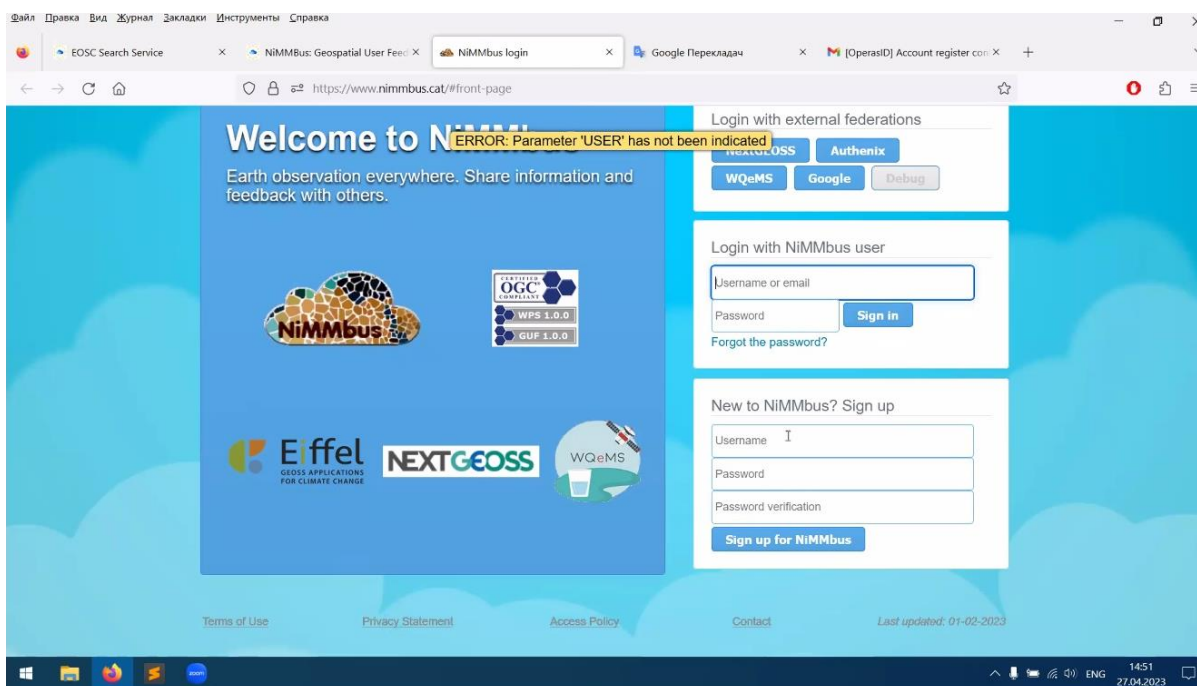 Файл Правка Вид Журнал Закладки Инструменты Справка
EOSC Search Service
NiMMBus: Geospatial User Feed
NiMMbus login
Google Перекладач
[OperasID] Account register con
https://www.nimmbus.cat/#front-page
Welcome to
ERROR: Parameter 'USER' has not been indicated
Earth observation everywhere. Share information and
feedback with others.
NiMMbus
CERTIFIED
OGC®
COMPLIANT
WPS 1.0.0
GUF 1.0.0
Eiffel
GEOSS APPLICATIONS
FOR CLIMATE CHANGE
NEXTGEOSS
WQeMS
Login with external federations
NextGEOSS Authenix
WQeMS Google Debug
Login with NiMMbus user
Username or email
Password Sign in
Forgot the password?
New to NiMMbus? Sign up
Username
Password
Password verification
Sign up for NiMMbus
Terms of Use Privacy Statement Access Policy Contact Last updated: 01-02-2023
zoom
ENG
14:51
27.04.2023